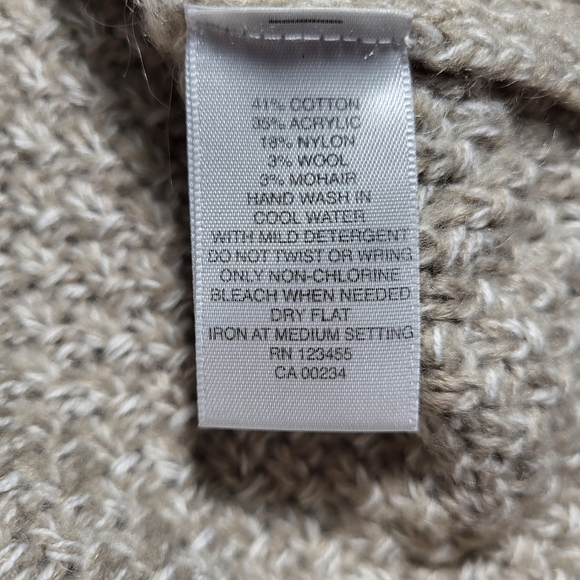 41% COTTON
35% ACRYLIC
18% NYLON
3% WOOL
3% MOHAIR
HAND WASH IN
COOL WATER
WITH MILD DETERGENT
DO NOT TWIST OR WRING
ONLY NON-CHLORINE
BLEACH WHEN NEEDED
DRY FLAT
IRON AT MEDIUM SETTING
RN 123455
CA 00234